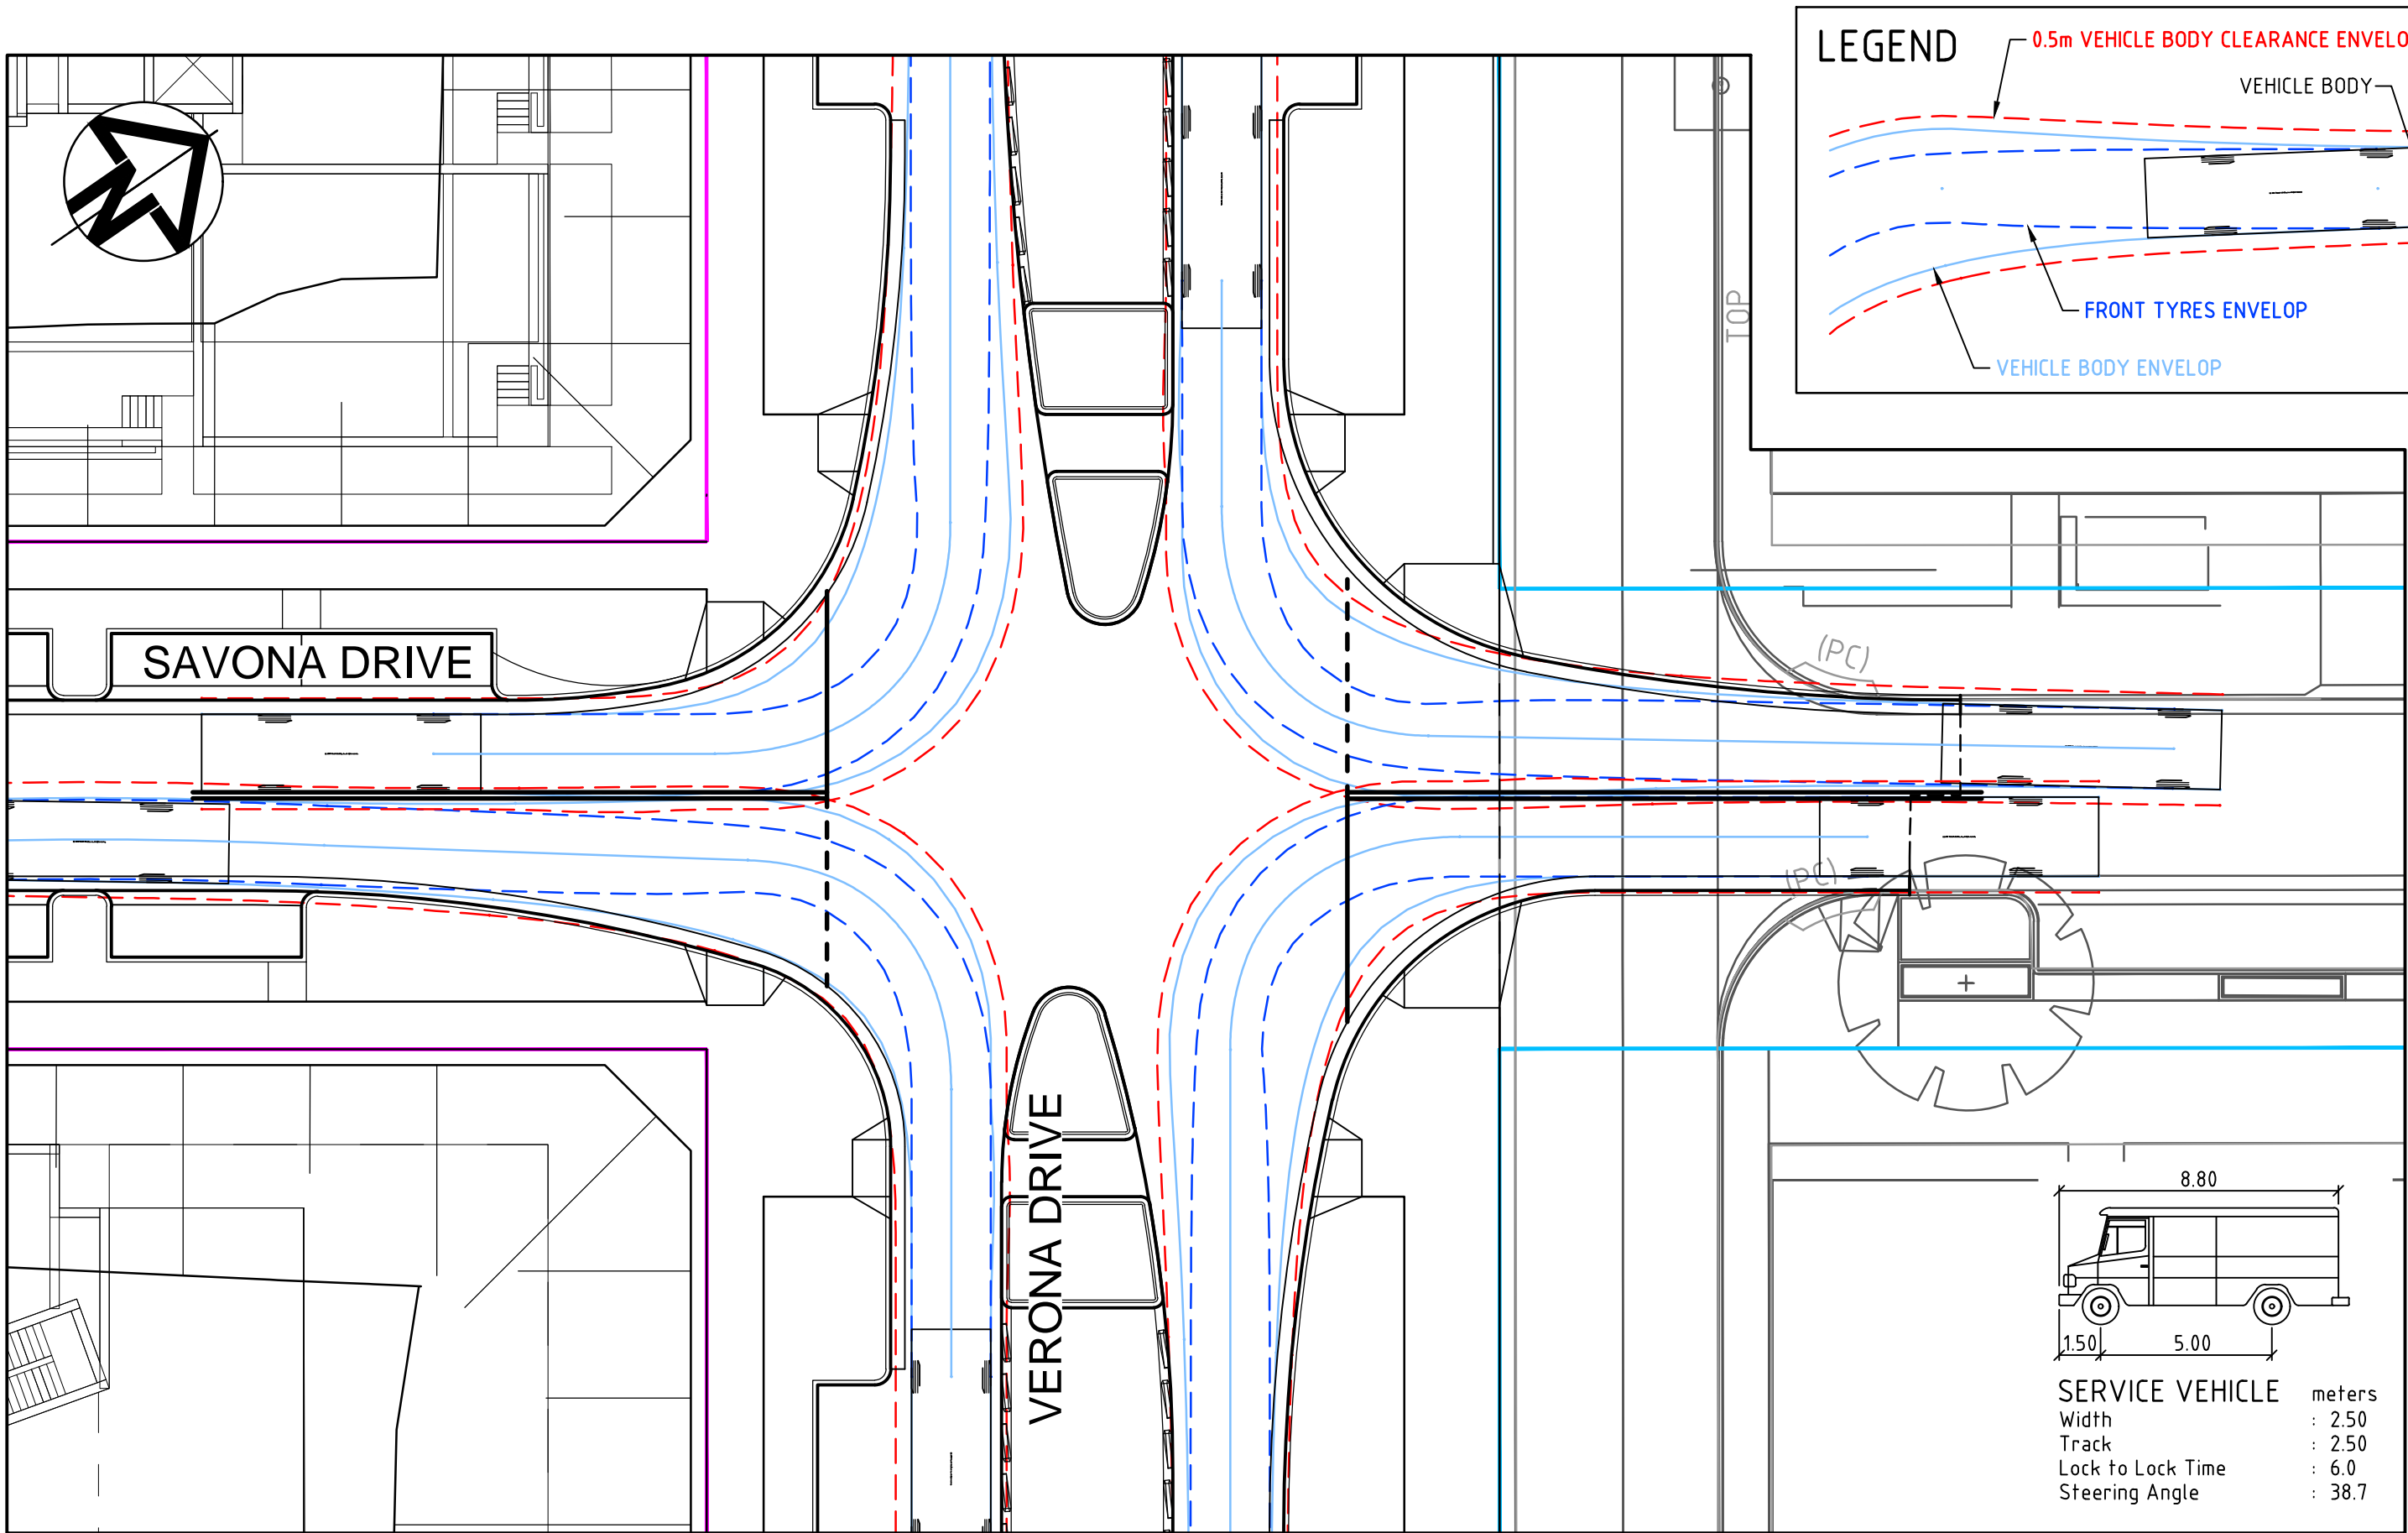 LEGEND
0.5m VEHICLE BODY CLEARANCE ENVELO
VEHICLE BODY
FRONT TYRES ENVELOP
VEHICLE BODY ENVELOP
TOP
(PC)
SAVONA DRIVE
(PC)
VERONA DRIVE
8.80
1.50
5.00
SERVICE VEHICLE meters
Width : 2.50
Track : 2.50
Lock to Lock Time : 6.0
Steering Angle : 38.7